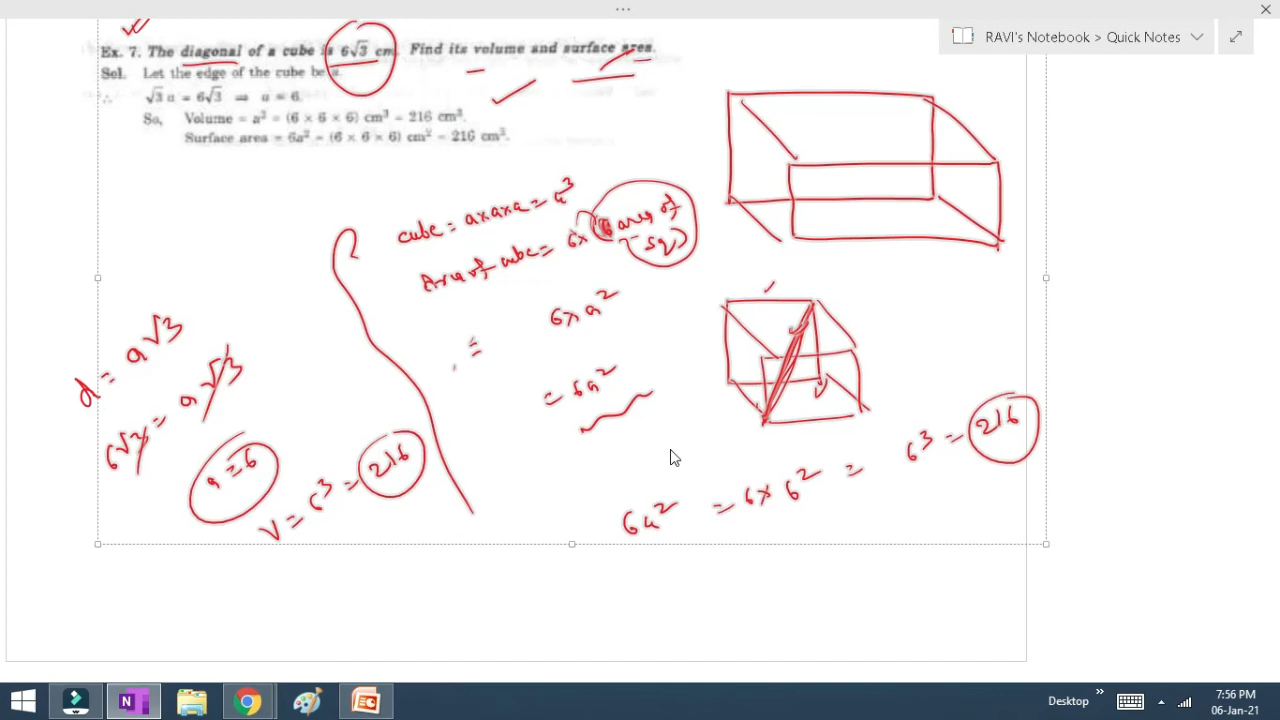 RAVI's Notebook > Quick Notes
Ex. 7. The diagonal of a cube is 6√3 cm. Find its volume and surface area.
Sol. Let the edge of the cube be a.
∴ √3 a = 6√3 ⇒ a = 6.
So, Volume = a³ = (6 × 6 × 6) cm³ = 216 cm³.
Surface area = 6a² = (6 × 6 × 6) cm² = 216 cm².
cube = a×a×a = a³
Area of cube = 6× (area of
sq)
6× a²
=
= 6a²
d = a√3
6√3 = a√3
a = 6
V = 6³ = 216
6a² = 6× 6² = 6³ = 216
Desktop
7:56 PM
06-Jan-21